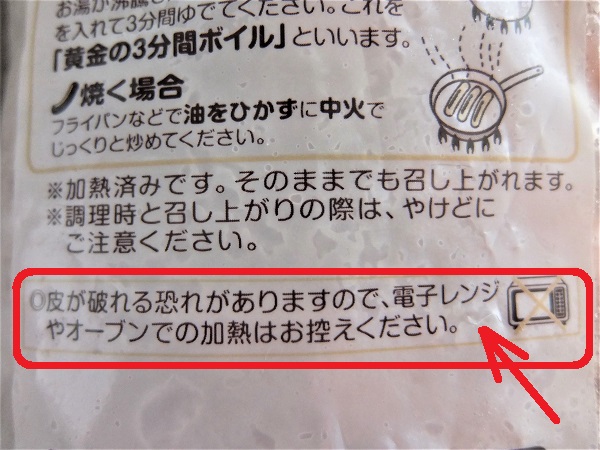 お湯が沸騰し
を入れて3分間ゆでてください。これを
「黄金の3分間ボイル」といいます。
焼く場合
フライパンなどで油をひかずに中火で
じっくりと炒めてください。
※加熱済みです。そのままでも召し上がれます。
※調理時と召し上がりの際は、やけどに
ご注意ください。
○皮が破れる恐れがありますので、電子レンジ
やオーブンでの加熱はお控えください。